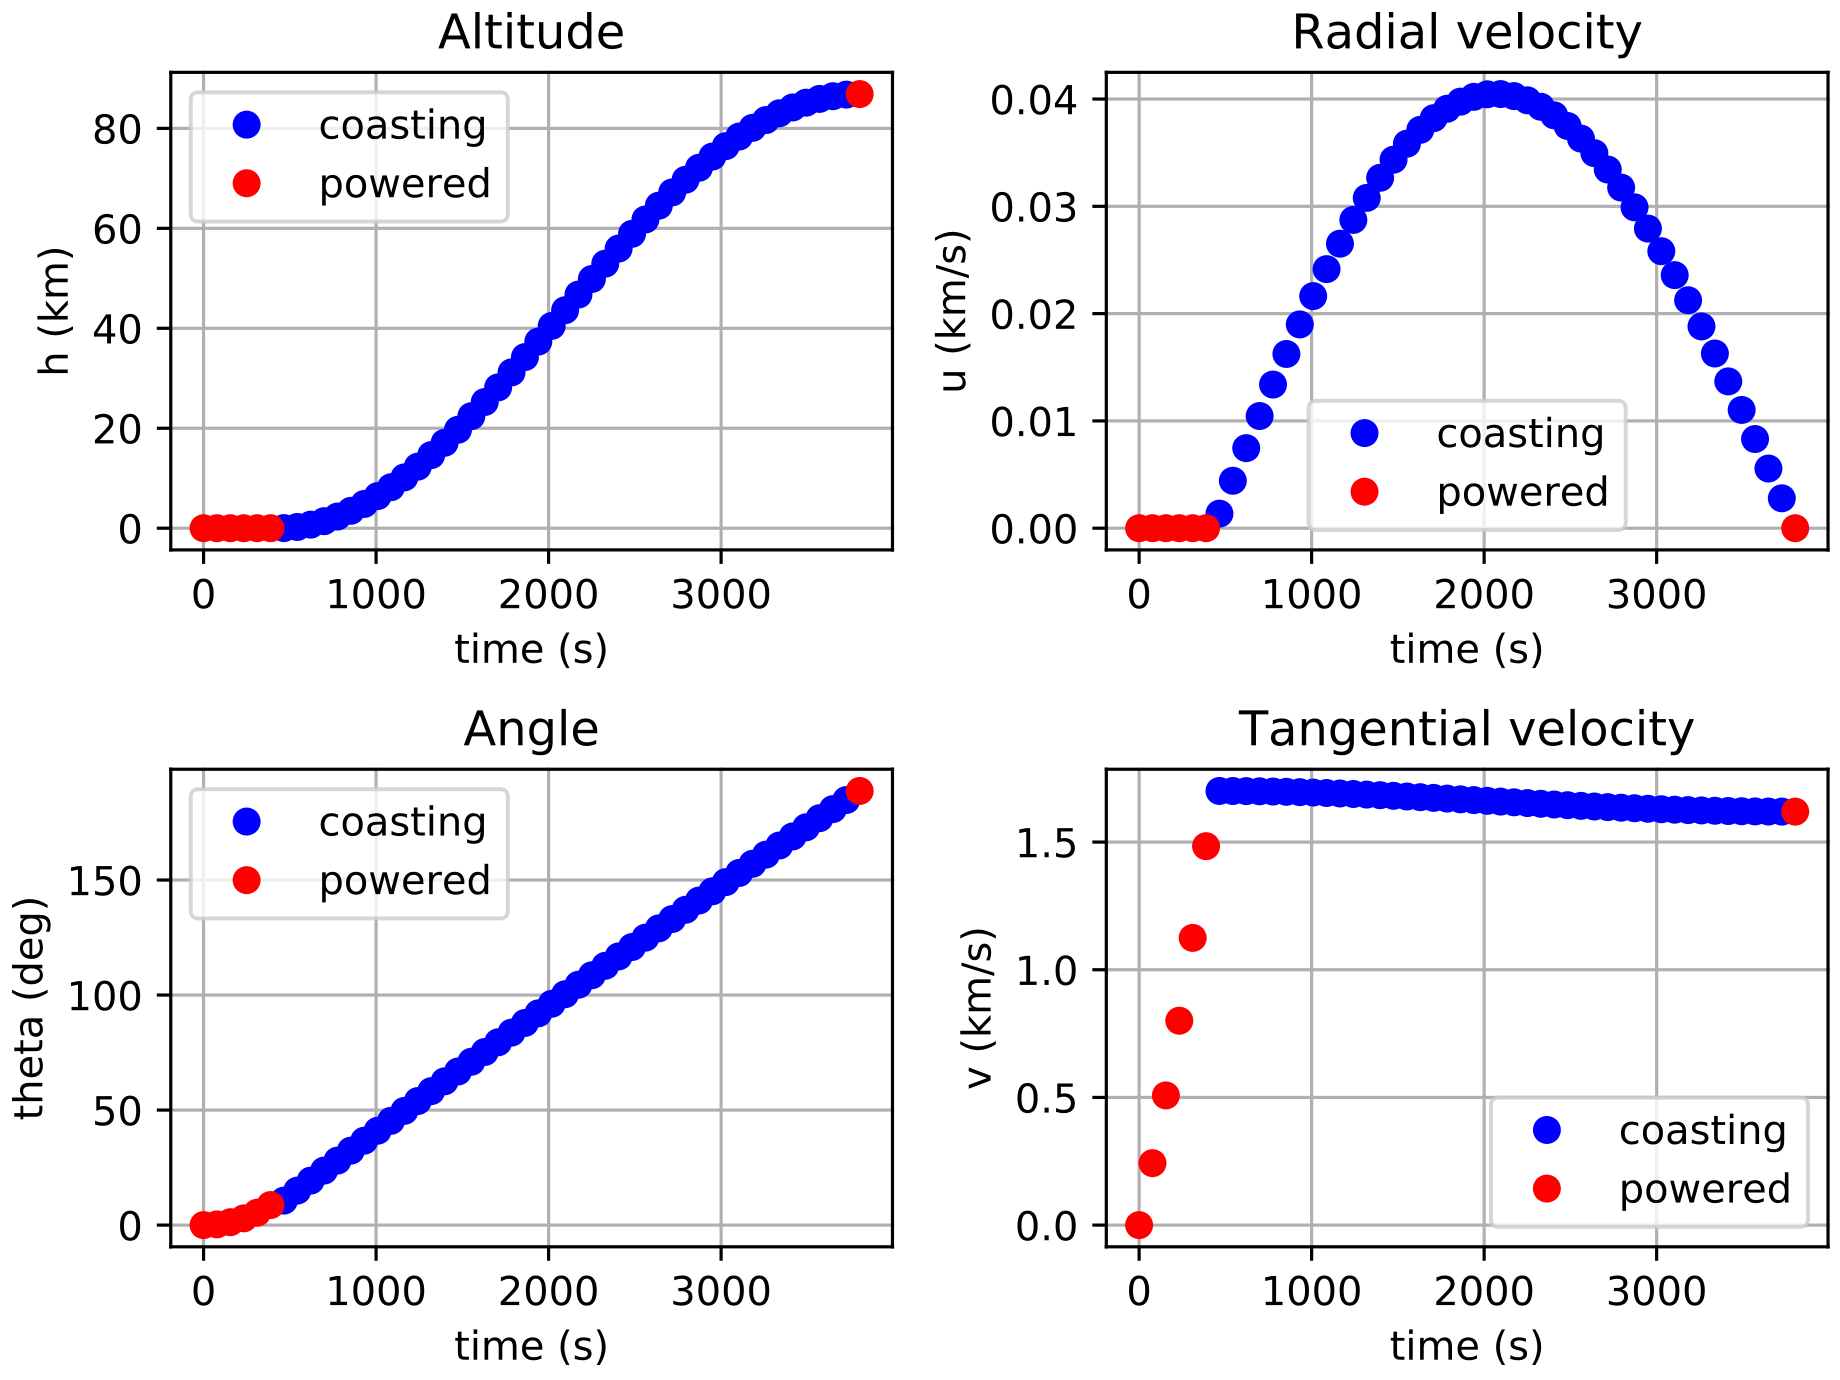 Altitude
h (km)
80
60
40
20
0
coasting
powered
0 1000 2000 3000
time (s)
Radial velocity
u (km/s)
0.04
0.03
0.02
0.01
0.00
coasting
powered
0 1000 2000 3000
time (s)
Angle
theta (deg)
150
100
50
0
coasting
powered
0 1000 2000 3000
time (s)
Tangential velocity
v (km/s)
1.5
1.0
0.5
0.0
coasting
powered
0 1000 2000 3000
time (s)